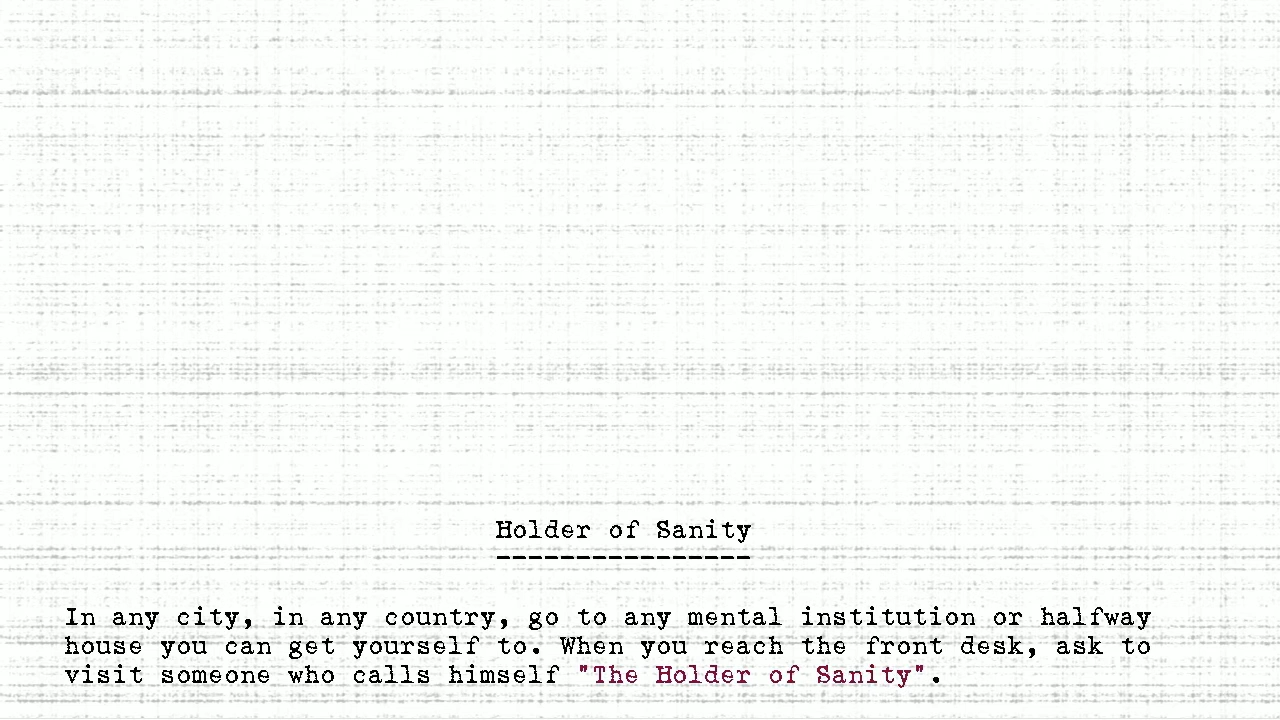 Holder of Sanity
----------------
In any city, in any country, go to any mental institution or halfway
house you can get yourself to. When you reach the front desk, ask to
visit someone who calls himself "The Holder of Sanity".